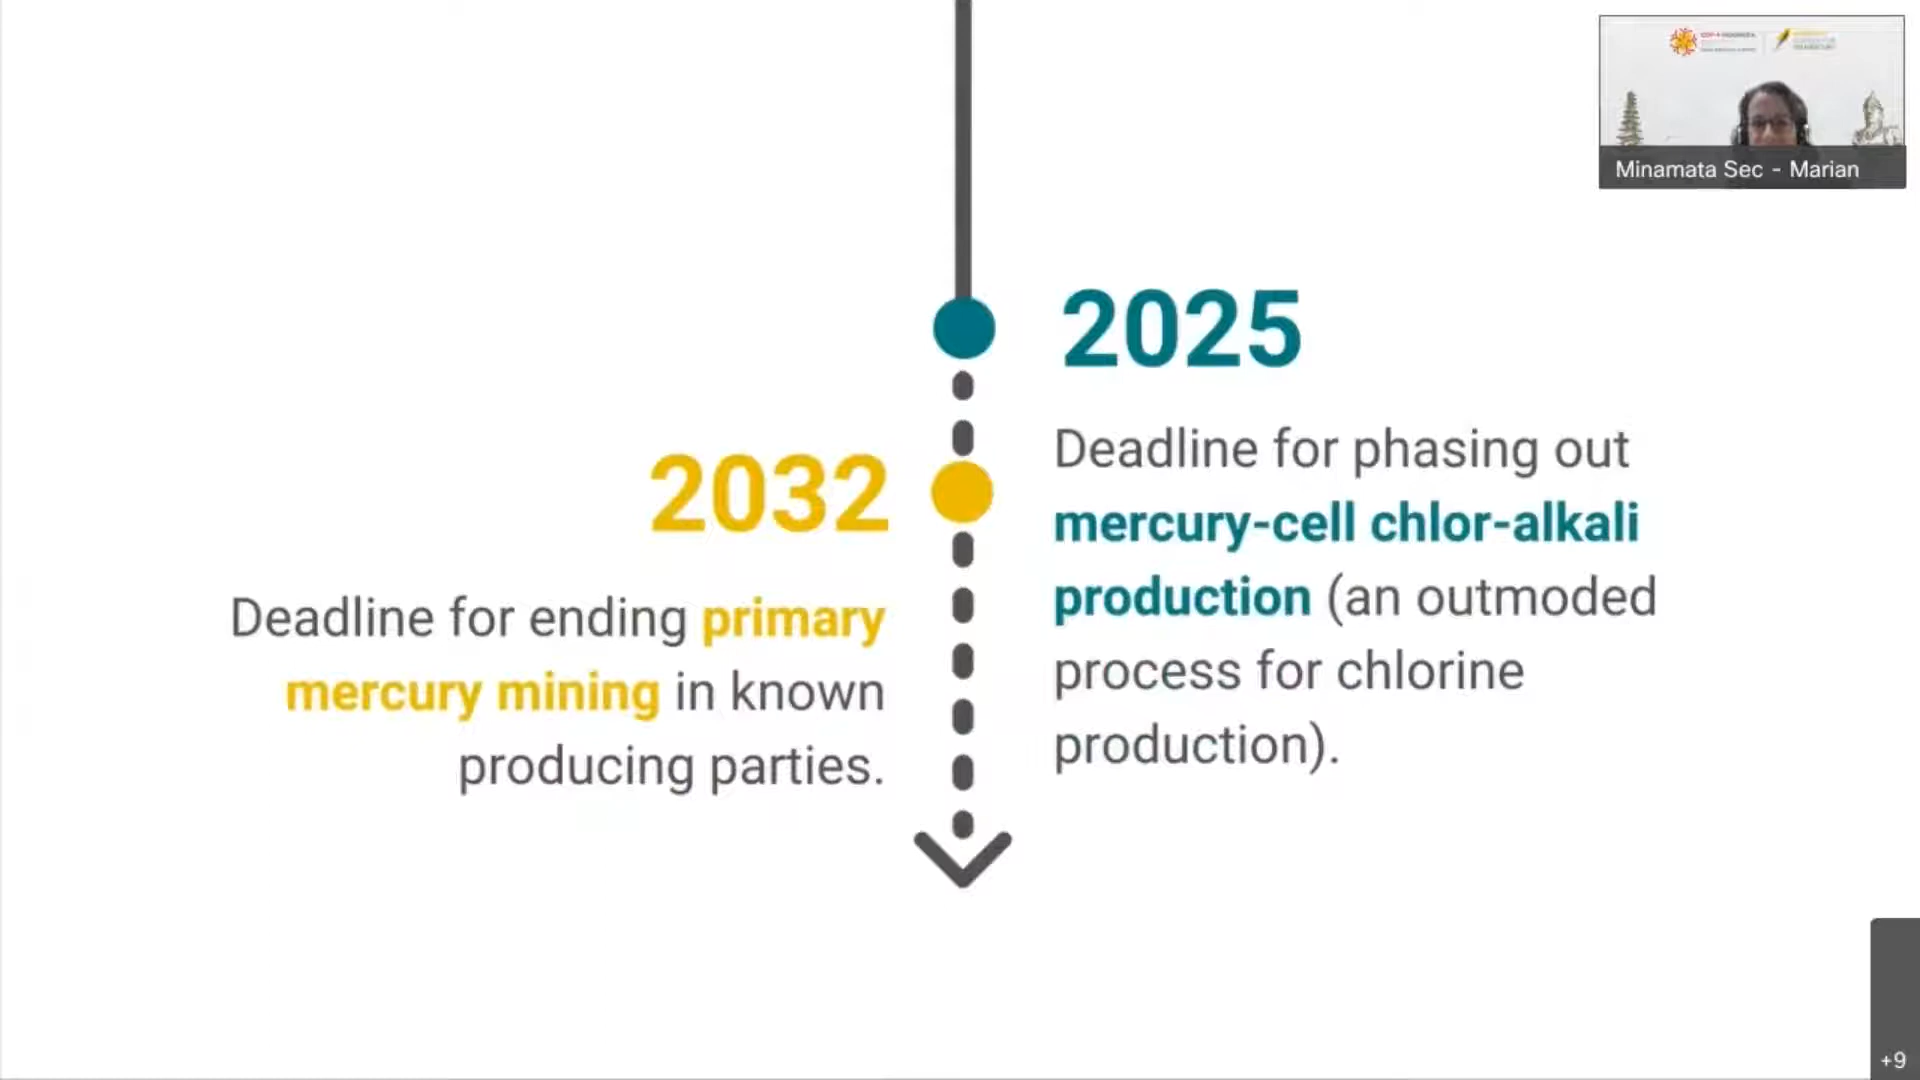 Minamata Sec - Marian
2025
Deadline for phasing out
mercury-cell chlor-alkali
production (an outmoded
process for chlorine
production).
2032
Deadline for ending primary
mercury mining in known
producing parties.
+9